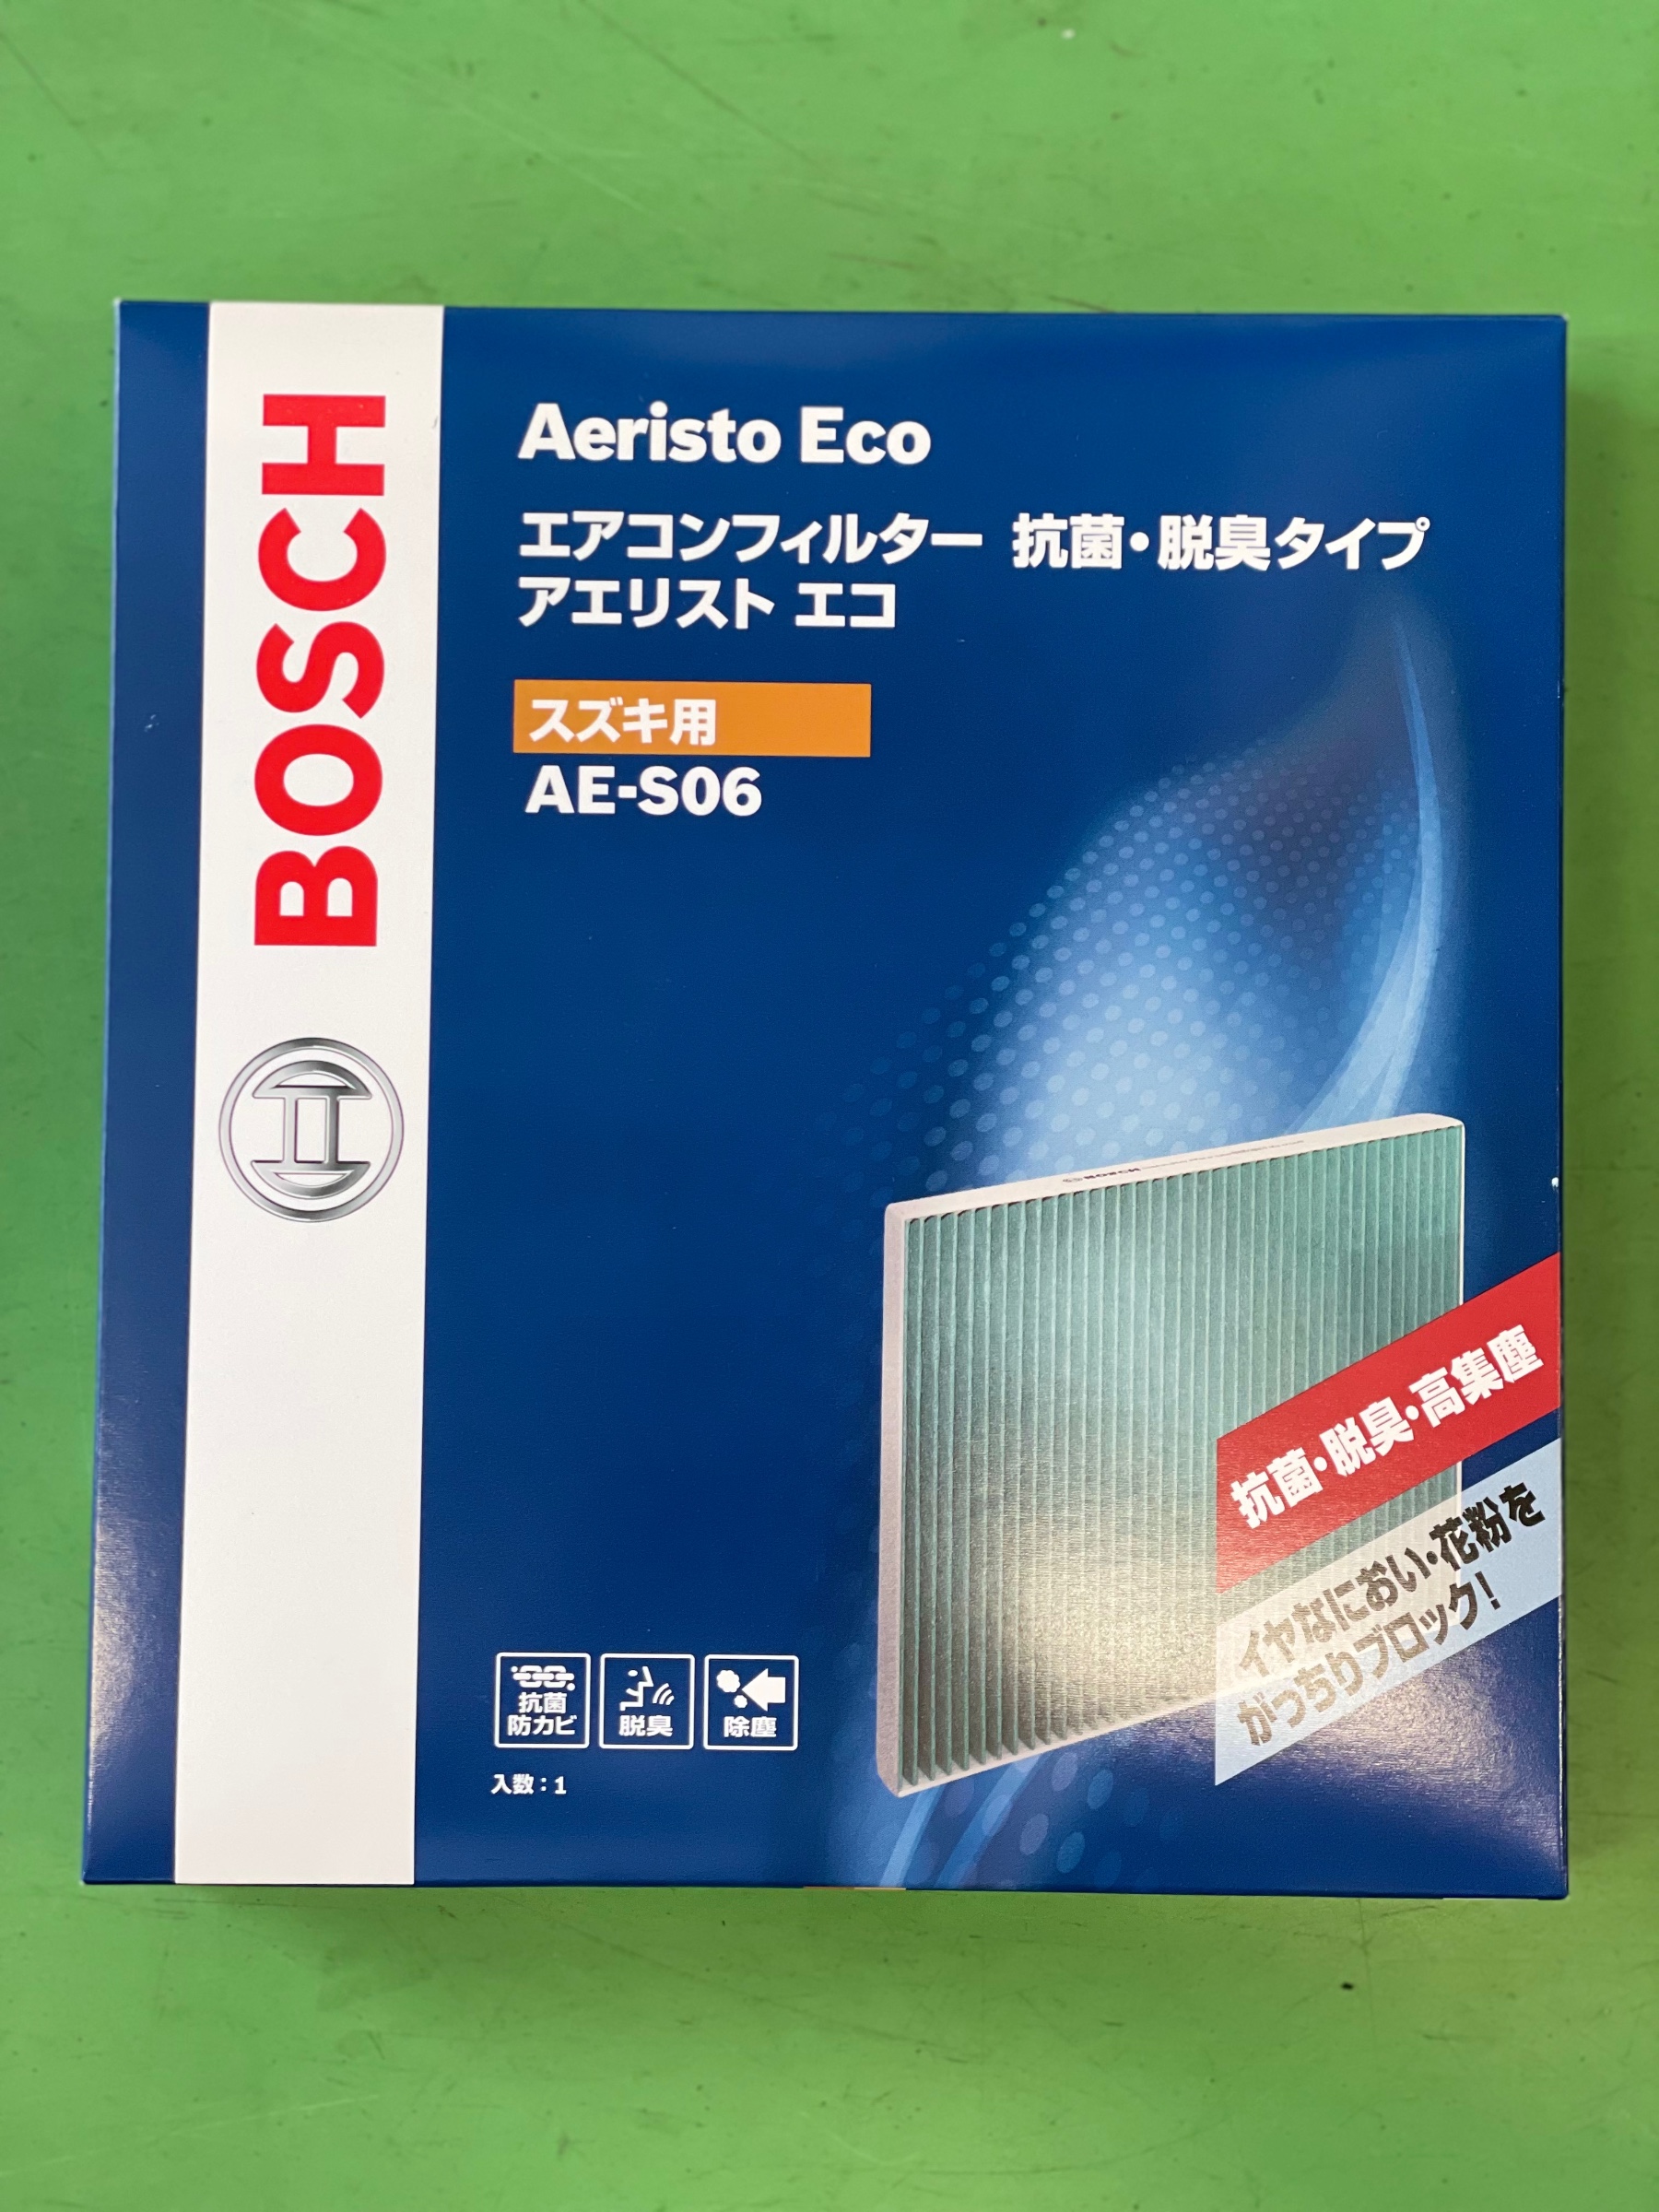 BOSCH
Aeristo Eco
エアコンフィルター 抗菌・脱臭タイプ
アエリスト エコ
スズキ用
AE-S06
BOSCH
抗菌・脱臭・高集塵
イヤなにおい・花粉を
がっちりブロック!
抗菌
防カビ
脱臭
除塵
入数:1